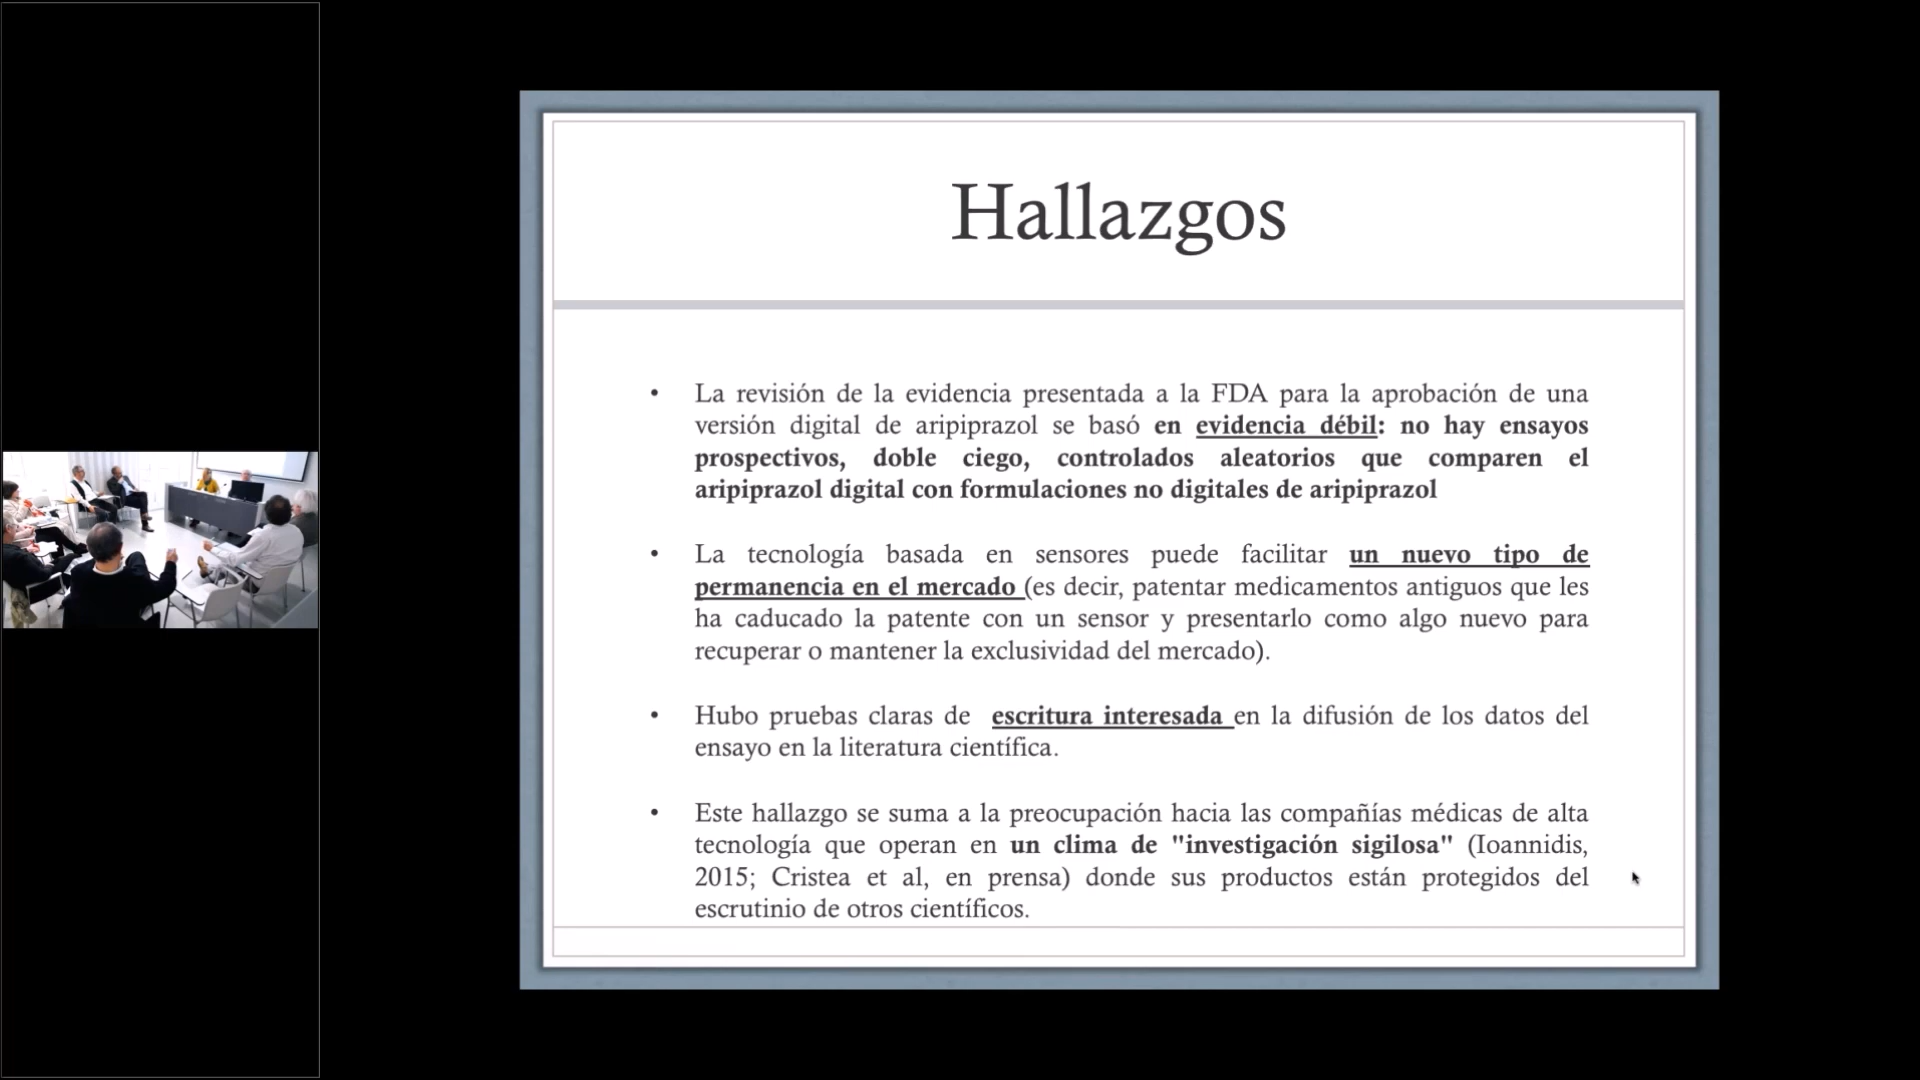 Hallazgos
• La revisión de la evidencia presentada a la FDA para la aprobación de una
versión digital de aripiprazol se basó en evidencia débil: no hay ensayos
prospectivos, doble ciego, controlados aleatorios que comparen el
aripiprazol digital con formulaciones no digitales de aripiprazol
• La tecnología basada en sensores puede facilitar un nuevo tipo de
permanencia en el mercado (es decir, patentar medicamentos antiguos que les
ha caducado la patente con un sensor y presentarlo como algo nuevo para
recuperar o mantener la exclusividad del mercado).
• Hubo pruebas claras de escritura interesada en la difusión de los datos del
ensayo en la literatura científica.
• Este hallazgo se suma a la preocupación hacia las compañías médicas de alta
tecnología que operan en un clima de "investigación sigilosa" (Ioannidis,
2015; Cristea et al, en prensa) donde sus productos están protegidos del
escrutinio de otros científicos.